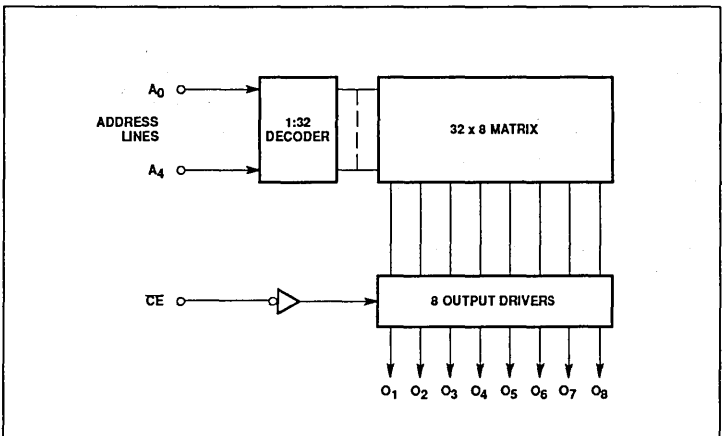 A0
ADDRESS
LINES
A4
1:32
DECODER
32 x 8 MATRIX
C̅E̅
8 OUTPUT DRIVERS
O1 O2 O3 O4 O5 O6 O7 O8